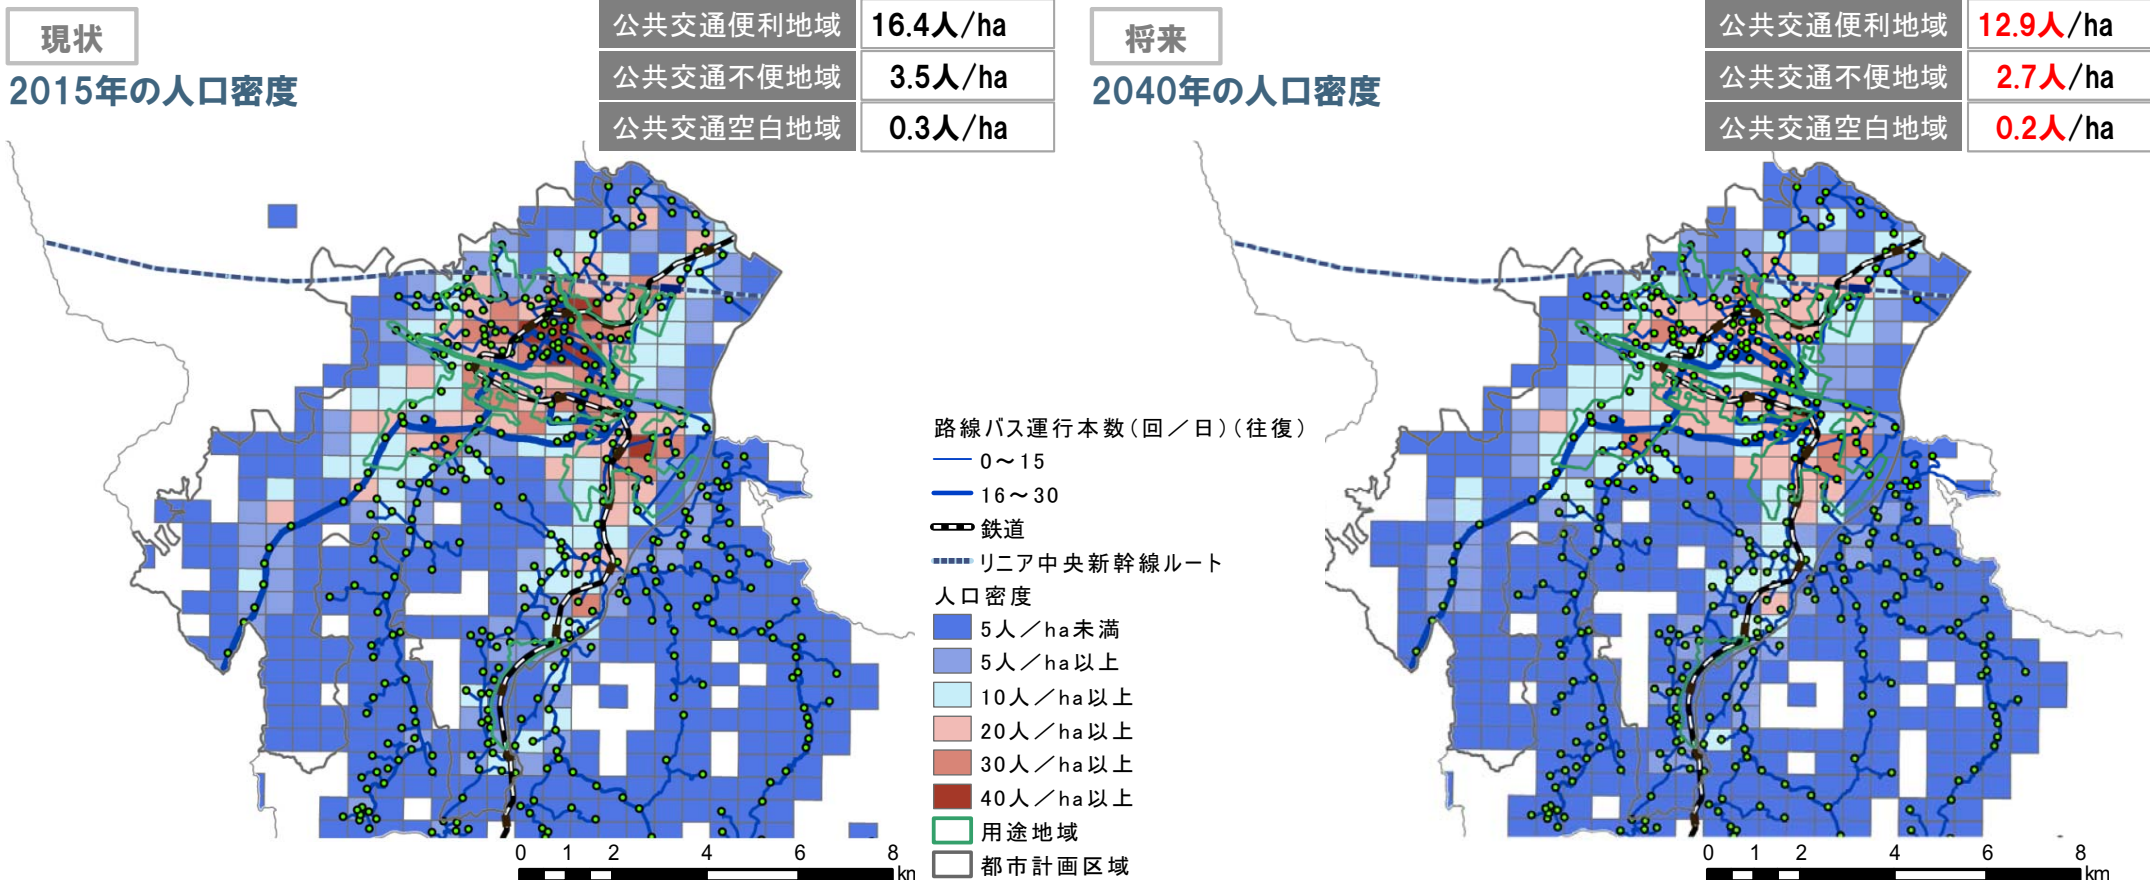 現状
2015年の人口密度
公共交通便利地域 16.4人/ha
公共交通不便地域 3.5人/ha
公共交通空白地域 0.3人/ha
将来
2040年の人口密度
公共交通便利地域 12.9人/ha
公共交通不便地域 2.7人/ha
公共交通空白地域 0.2人/ha
路線バス運行本数(回/日)(往復)
0~15
16~30
鉄道
リニア中央新幹線ルート
人口密度
5人/ha未満
5人/ha以上
10人/ha以上
20人/ha以上
30人/ha以上
40人/ha以上
用途地域
都市計画区域
0 1 2 4 6 8
kn
0 1 2 4 6 8
km